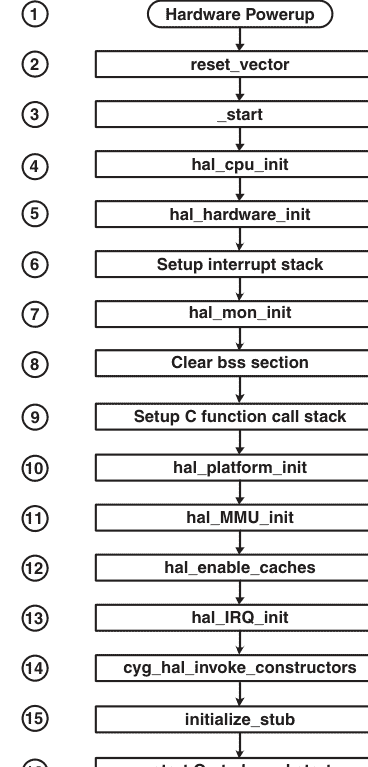 1 Hardware Powerup
2 reset_vector
3 _start
4 hal_cpu_init
5 hal_hardware_init
6 Setup interrupt stack
7 hal_mon_init
8 Clear bss section
9 Setup C function call stack
10 hal_platform_init
11 hal_MMU_init
12 hal_enable_caches
13 hal_IRQ_init
14 cyg_hal_invoke_constructors
15 initialize_stub